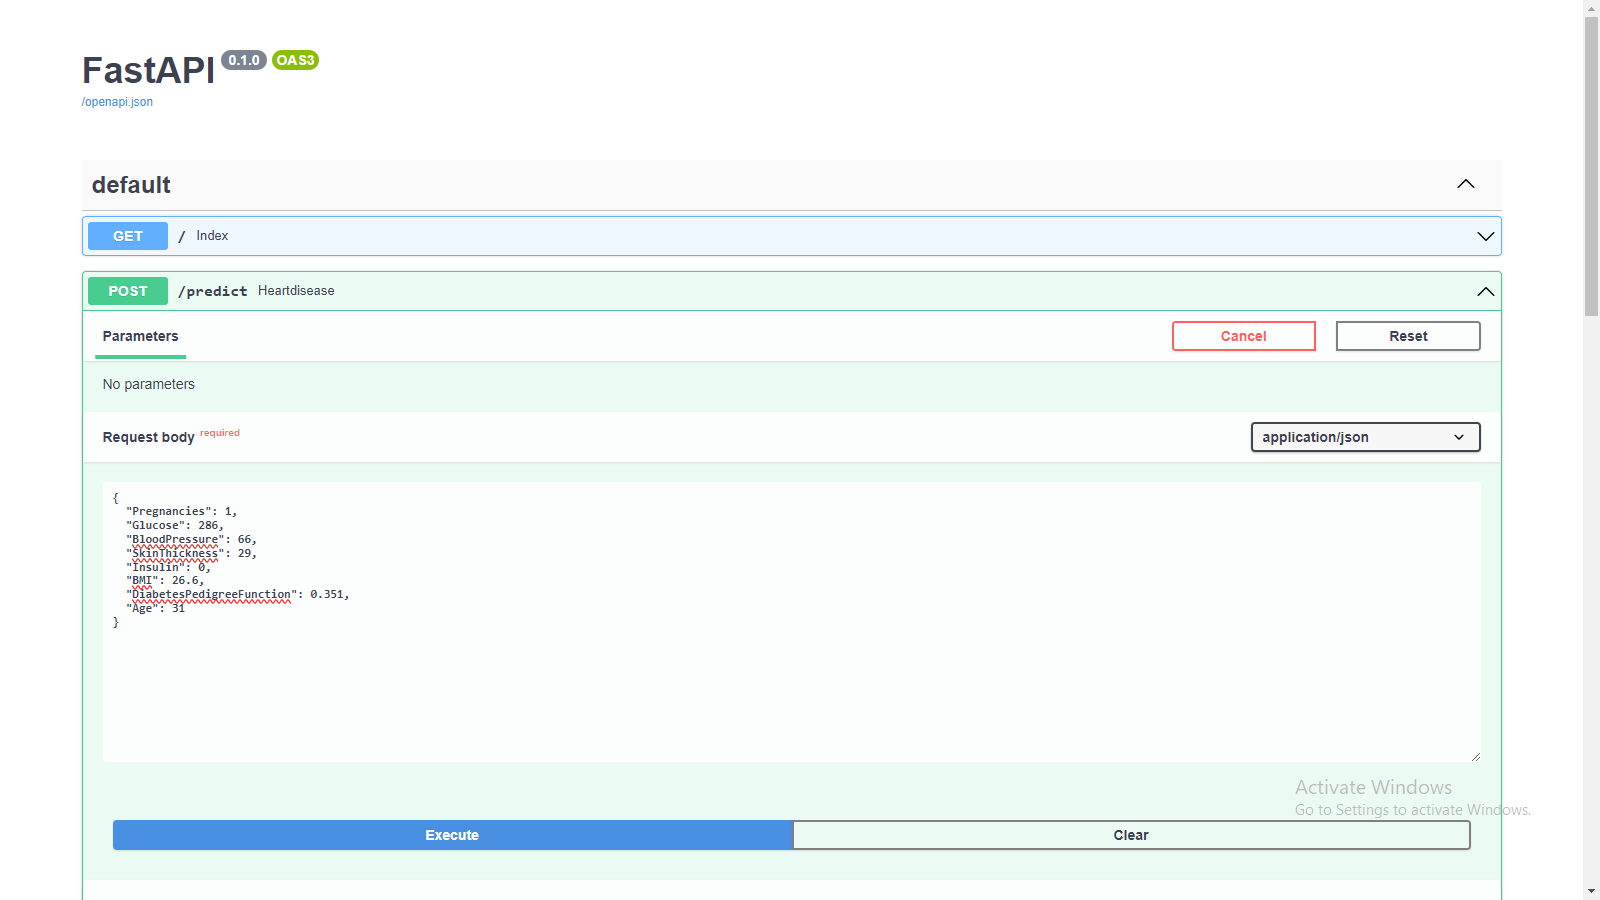 FastAPI 0.1.0 OAS3
/openapi.json
default
GET / Index
POST /predict Heartdisease
Parameters
Cancel
Reset
No parameters
Request body required
application/json
{
"Pregnancies": 1,
"Glucose": 286,
"BloodPressure": 66,
"SkinThickness": 29,
"Insulin": 0,
"BMI": 26.6,
"DiabetesPedigreeFunction": 0.351,
"Age": 31
}
Activate Windows
Go to Settings to activate Windows.
Execute
Clear